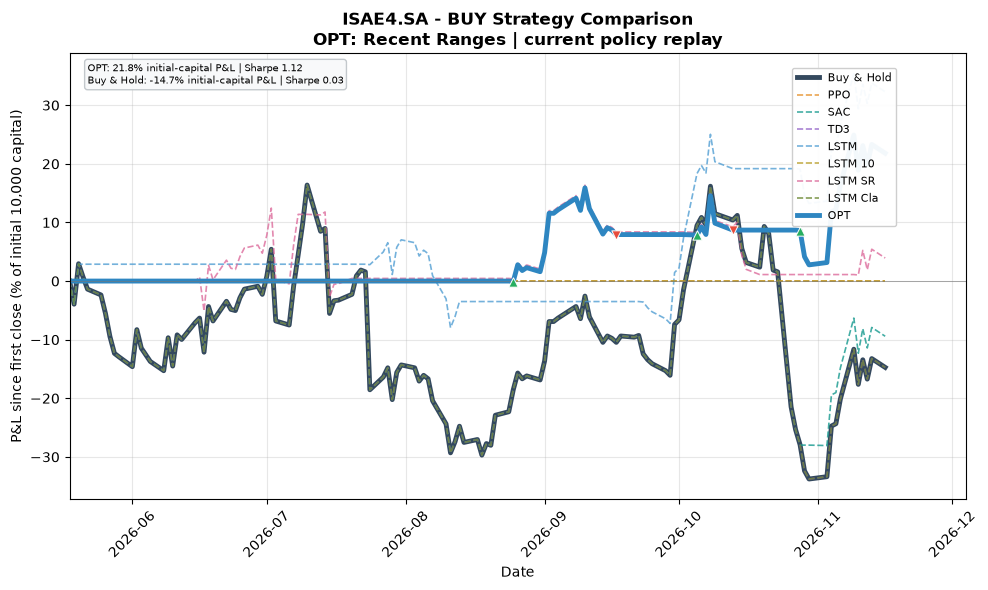 ISAE4.SA - BUY Strategy Comparison
OPT: Recent Ranges | current policy replay
OPT: 21.8% initial-capital P&L | Sharpe 1.12
Buy & Hold: -14.7% initial-capital P&L | Sharpe 0.03
Buy & Hold
PPO
SAC
TD3
LSTM
LSTM 10
LSTM SR
LSTM Cla
OPT
P&L since first close (% of initial 10,000 capital)
30
20
10
0
−10
−20
−30
2026-06
2026-07
2026-08
2026-09
2026-10
2026-11
2026-12
Date